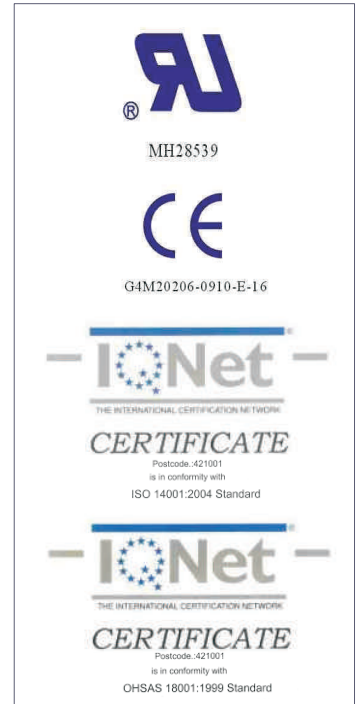 ®
MH28539
CE
G4M20206-0910-E-16
IQNet ®
THE INTERNATIONAL CERTIFICATION NETWORK
CERTIFICATE
Postcode.:421001
is in conformity with
ISO 14001:2004 Standard
IQNet ®
THE INTERNATIONAL CERTIFICATION NETWORK
CERTIFICATE
Postcode.:421001
is in conformity with
OHSAS 18001:1999 Standard